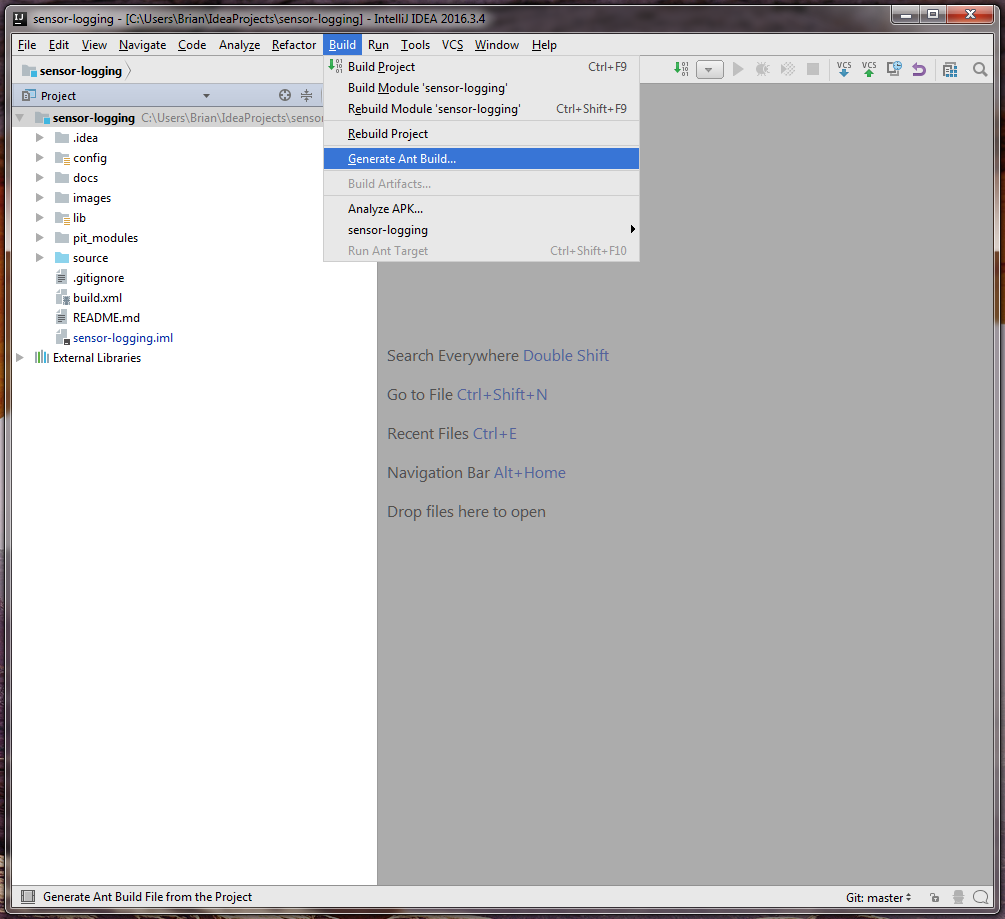 sensor-logging - [C:\Users\Brian\IdeaProjects\sensor-logging] - IntelliJ IDEA 2016.3.4
File Edit View Navigate Code Analyze Refactor Build Run Tools VCS Window Help
sensor-logging
Project
sensor-logging C:\Users\Brian\IdeaProjects\sensor
.idea
config
docs
images
lib
pit_modules
source
.gitignore
build.xml
README.md
sensor-logging.iml
External Libraries
Build Project Ctrl+F9
Build Module 'sensor-logging'
Rebuild Module 'sensor-logging' Ctrl+Shift+F9
Rebuild Project
Generate Ant Build...
Build Artifacts...
Analyze APK...
sensor-logging
Run Ant Target Ctrl+Shift+F10
VCS VCS
Search Everywhere Double Shift
Go to File Ctrl+Shift+N
Recent Files Ctrl+E
Navigation Bar Alt+Home
Drop files here to open
Generate Ant Build File from the Project
Git: master